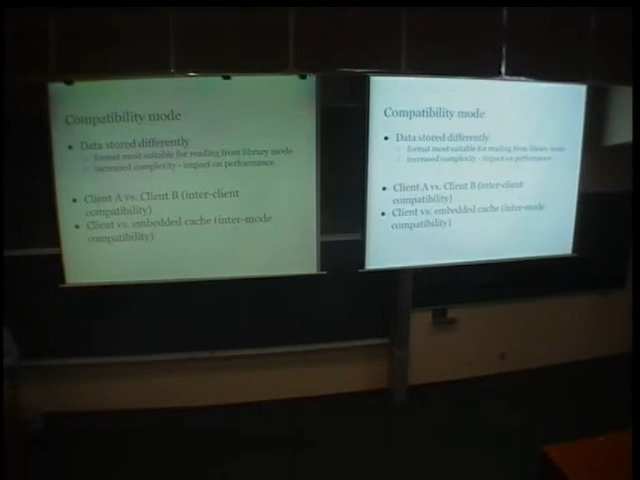 Compatibility mode
Data stored differently
format most suitable for reading from library mode
increased complexity - impact on performance
Client A vs. Client B (inter-client
compatibility)
Client vs. embedded cache (inter-mode
compatibility)
Compatibility mode
Data stored differently
format most suitable for reading from library mode
increased complexity - impact on performance
Client A vs. Client B (inter-client
compatibility)
Client vs. embedded cache (inter-mode
compatibility)